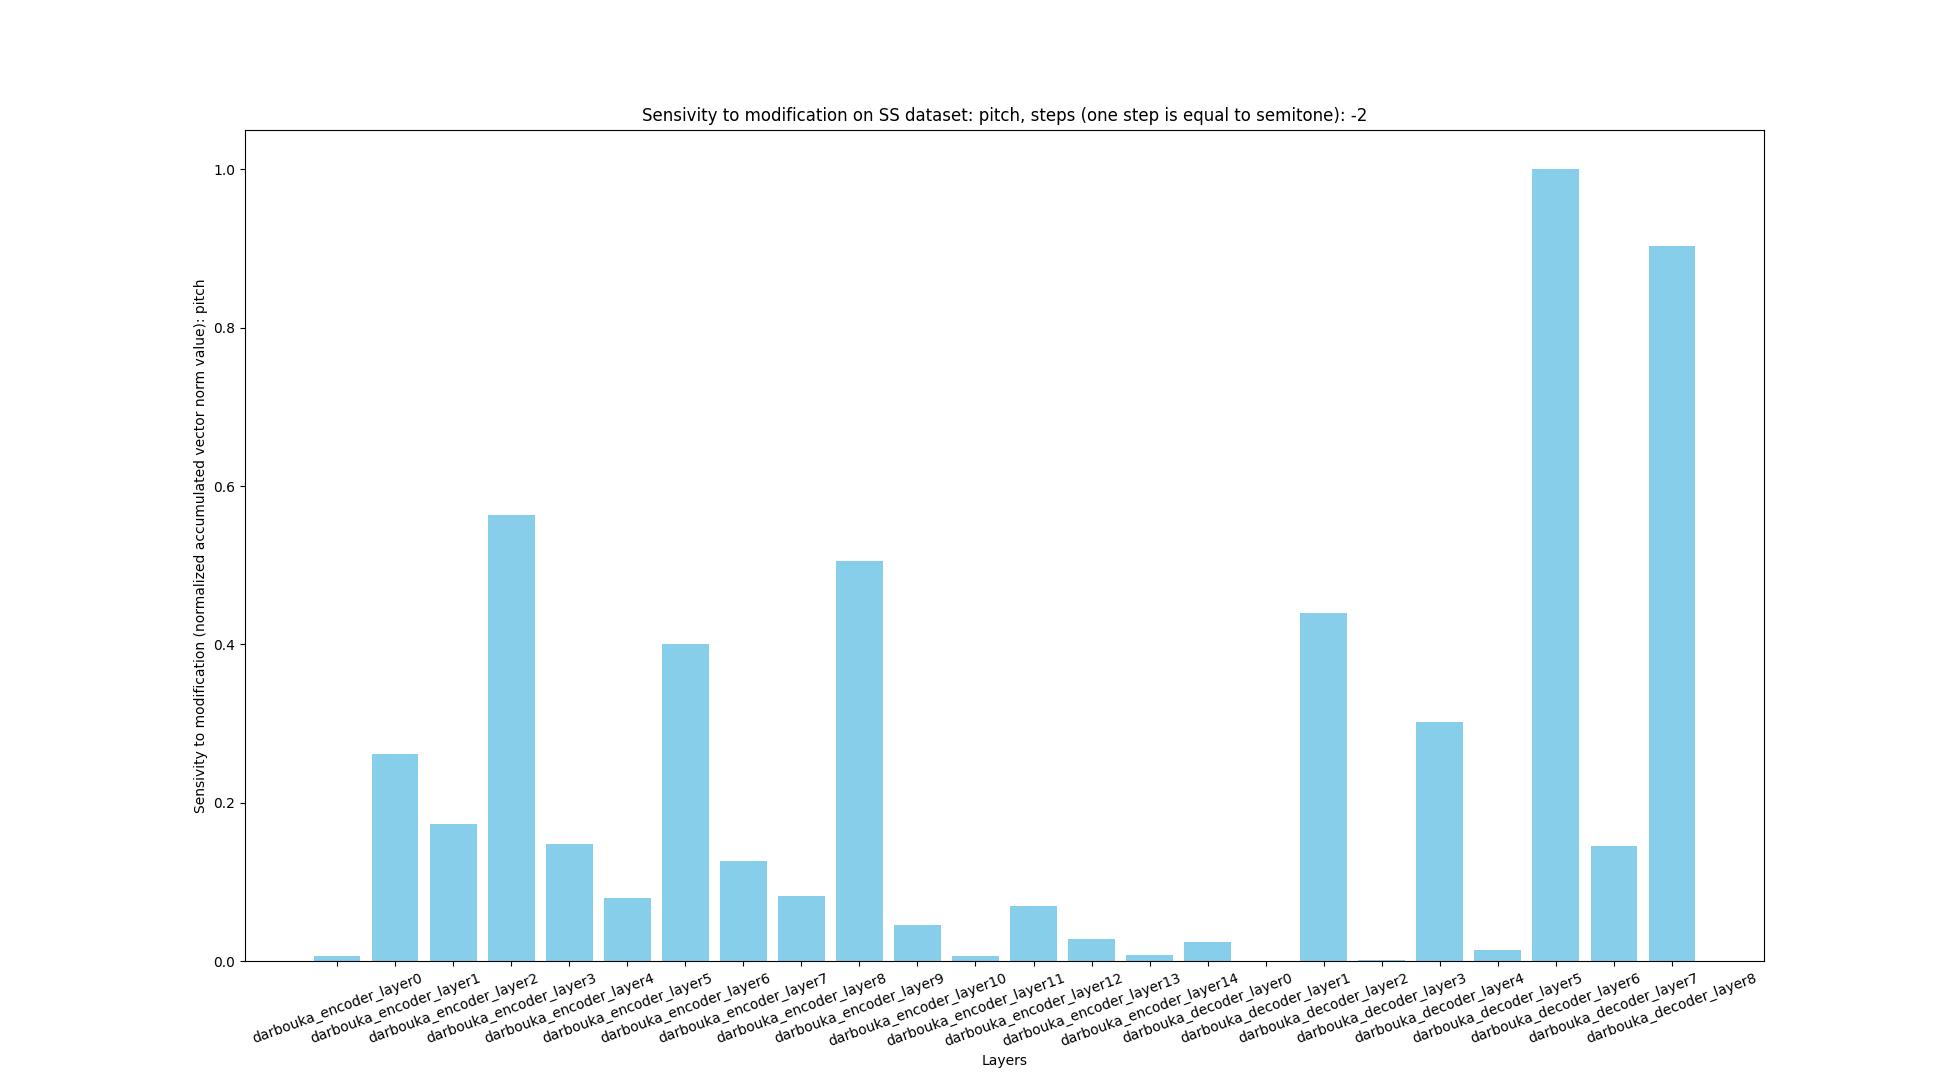 Sensivity to modification on SS dataset: pitch, steps (one step is equal to semitone): -2
Sensivity to modification (normalized accumulated vector norm value): pitch
1.0
0.8
0.6
0.4
0.2
0.0
darbouka_encoder_layer0
darbouka_encoder_layer1
darbouka_encoder_layer2
darbouka_encoder_layer3
darbouka_encoder_layer4
darbouka_encoder_layer5
darbouka_encoder_layer6
darbouka_encoder_layer7
darbouka_encoder_layer8
darbouka_encoder_layer9
darbouka_encoder_layer10
darbouka_encoder_layer11
darbouka_encoder_layer12
darbouka_encoder_layer13
darbouka_encoder_layer14
darbouka_decoder_layer0
darbouka_decoder_layer1
darbouka_decoder_layer2
darbouka_decoder_layer3
darbouka_decoder_layer4
darbouka_decoder_layer5
darbouka_decoder_layer6
darbouka_decoder_layer7
darbouka_decoder_layer8
Layers